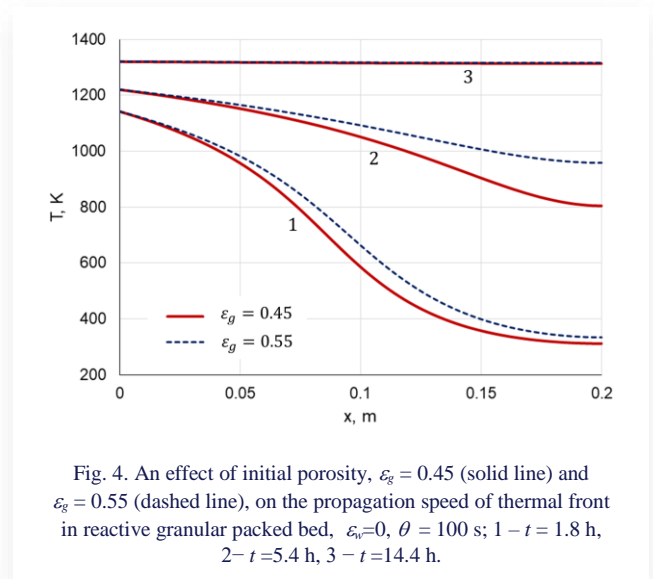 1400
1200
1000
800
600
400
200
T, K
3
2
1
εg = 0.45
εg = 0.55
0 0.05 0.1 0.15 0.2
x, m
Fig. 4. An effect of initial porosity, εg = 0.45 (solid line) and
εg = 0.55 (dashed line), on the propagation speed of thermal front
in reactive granular packed bed, εw=0, θ = 100 s; 1 – t = 1.8 h,
2− t =5.4 h, 3 − t =14.4 h.